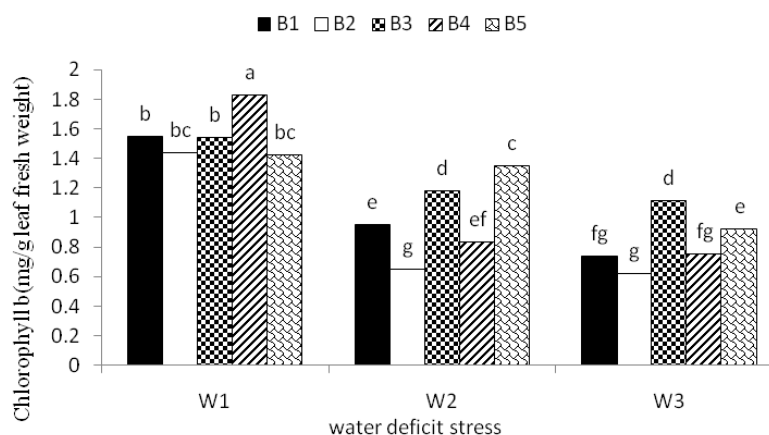 B1 B2 B3 B4 B5
Chlorophyll b(mg/g leaf fresh weight)
2
1.8
1.6
1.4
1.2
1
0.8
0.6
0.4
0.2
0
b bc b a bc
e g d ef c
fg g d fg e
W1 W2 W3
water deficit stress